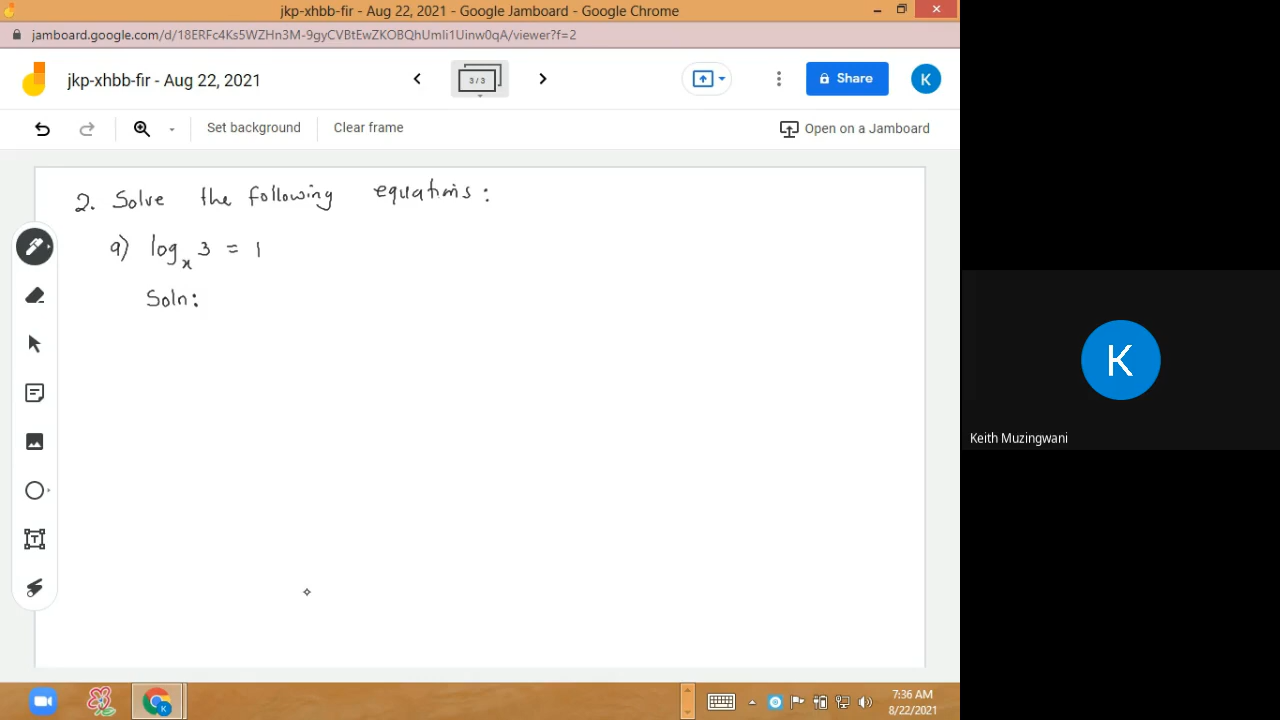 jkp-xhbb-fir - Aug 22, 2021 - Google Jamboard - Google Chrome
jamboard.google.com/d/18ERFc4Ks5WZHn3M-9gyCVBtEwZKOBQhUmli1Uinw0qA/viewer?f=2
jkp-xhbb-fir - Aug 22, 2021
3 / 3
Share
K
Set background
Clear frame
Open on a Jamboard
2. Solve the following equations:
a) logₓ 3 = 1
Soln:
K
Keith Muzingwani
7:36 AM
8/22/2021